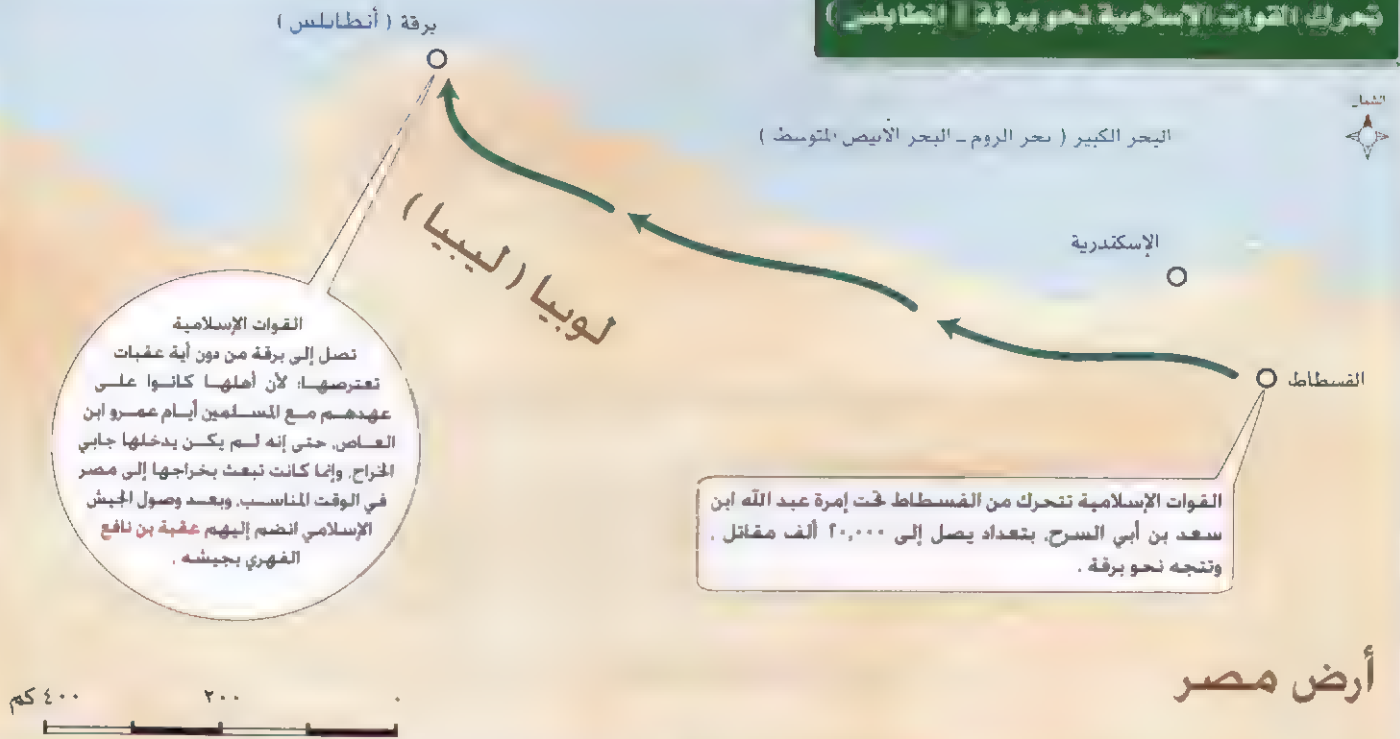 تحرك القوات الإسلامية نحو برقة ( إنطابلس )
برقة ( أنطابلس )
الشمال
البحر الكبير ( بحر الروم ـ البحر الأبيض المتوسط )
الإسكندرية
لوبيا ( ليبيا )
الفسطاط
القوات الإسلامية
تصل إلى برقة من دون أية عقبات
تعترضها؛ لأن أهلها كانوا على
عهدهم مع المسلمين أيام عمرو ابن
العاص، حتى إنه لم يكن يدخلها جابي
الخراج، وإنما كانت تبعث بخراجها إلى مصر
في الوقت المناسب، وبعد وصول الجيش
الإسلامي انضم إليهم عقبة بن نافع
الفهري بجيشه .
القوات الإسلامية تتحرك من الفسطاط تحت إمرة عبد الله ابن
سعد بن أبي السرح، بتعداد يصل إلى ٢٠,٠٠٠ ألف مقاتل ،
وتتجه نحو برقة .
أرض مصر
٠ ٢٠٠ ٤٠٠ كم